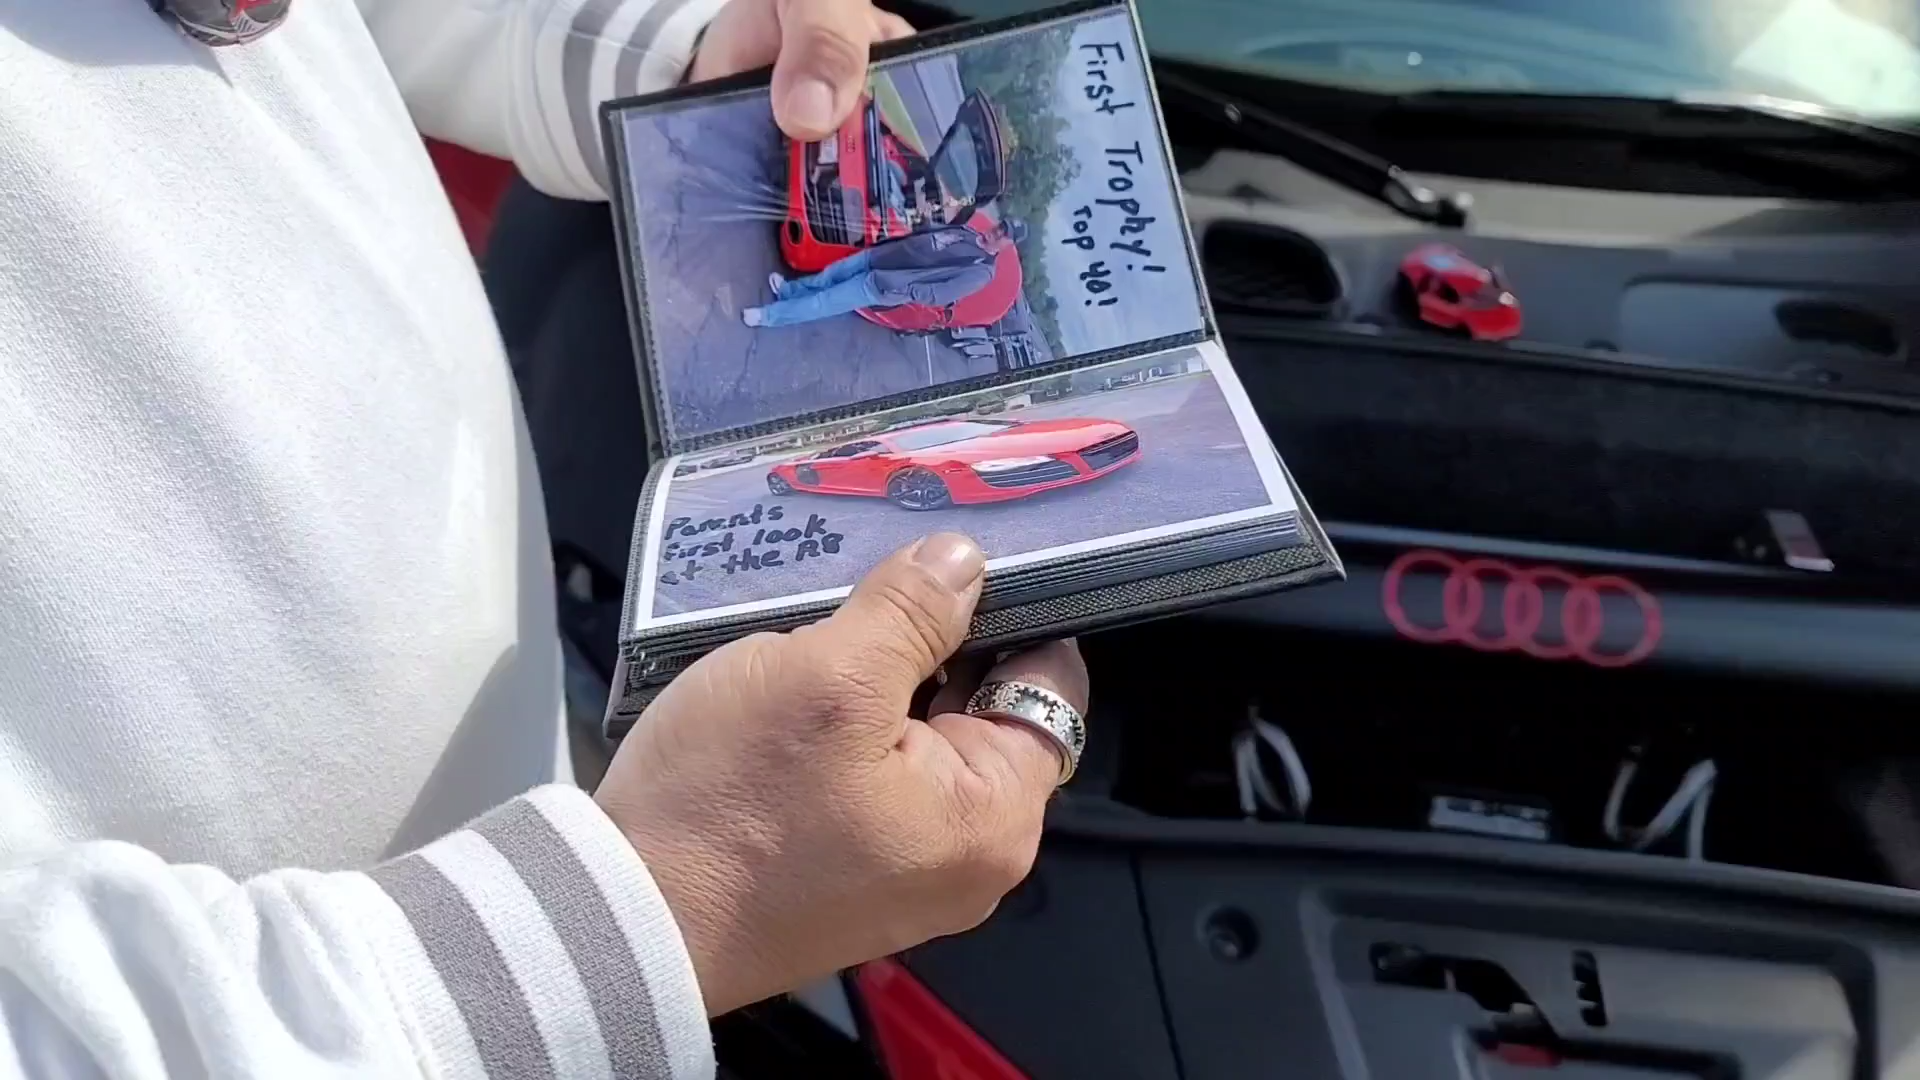 First Trophy!
Top 40!
Parents
first look
at the R8